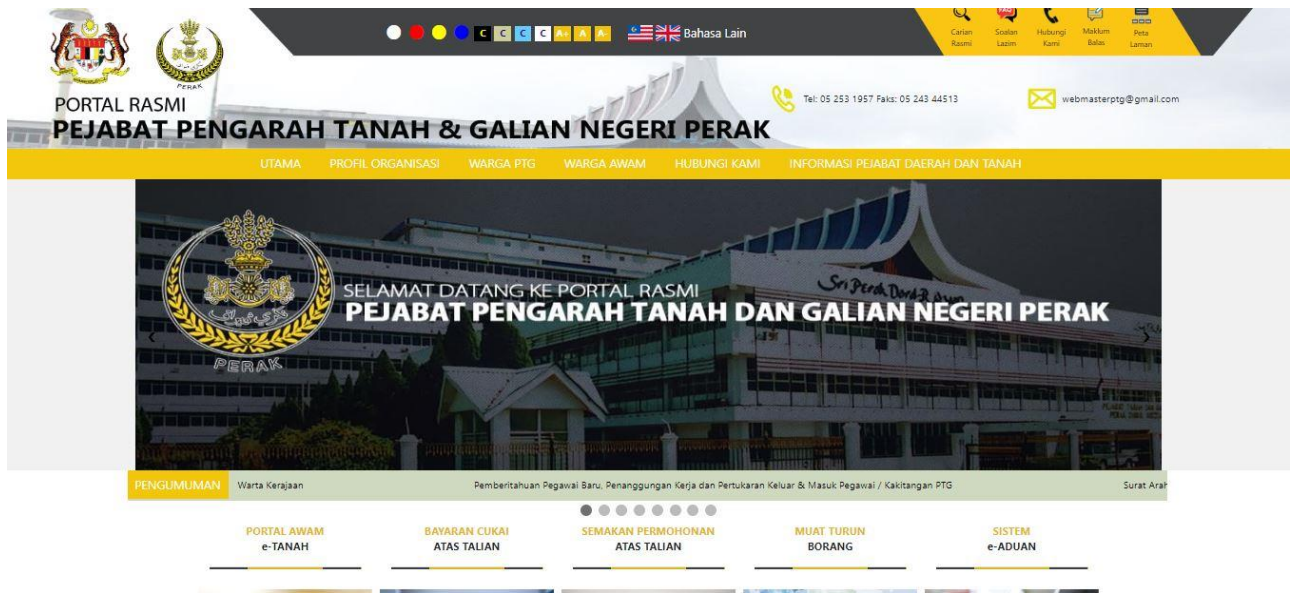 C C C C A+ A A-
Bahasa Lain
Carian Rasmi
Soalan Lazim
Hubungi Kami
Maklum Balas
Peta Laman
FAQ
PERAK
PORTAL RASMI
PEJABAT PENGARAH TANAH & GALIAN NEGERI PERAK
Tel: 05 253 1957 Faks: 05 243 44513
webmasterptg@gmail.com
UTAMA PROFIL ORGANISASI WARGA PTG WARGA AWAM HUBUNGI KAMI INFORMASI PEJABAT DAERAH DAN TANAH
SELAMAT DATANG KE PORTAL RASMI
PEJABAT PENGARAH TANAH DAN GALIAN NEGERI PERAK
PERAK
PENGUMUMAN Warta Kerajaan Pemberitahuan Pegawai Baru, Penanggungan Kerja dan Pertukaran Keluar & Masuk Pegawai / Kakitangan PTG Surat Arah
PORTAL AWAM
e-TANAH
BAYARAN CUKAI
ATAS TALIAN
SEMAKAN PERMOHONAN
ATAS TALIAN
MUAT TURUN
BORANG
SISTEM
e-ADUAN